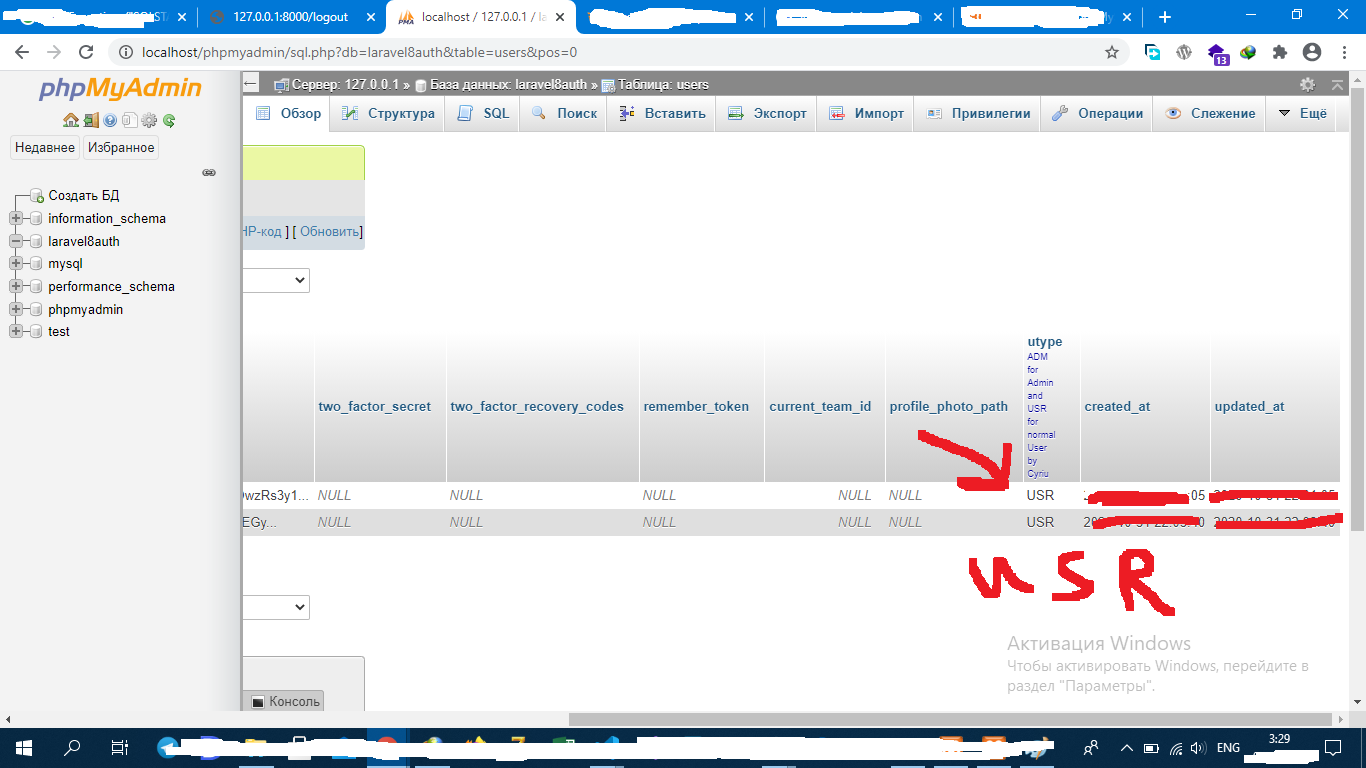 127.0.0.1:8000/logout
localhost / 127.0.0.1 / la
localhost/phpmyadmin/sql.php?db=laravel8auth&table=users&pos=0
13
phpMyAdmin
Сервер: 127.0.0.1 » База данных: laravel8auth » Таблица: users
Обзор Структура SQL Поиск Вставить Экспорт Импорт Привилегии Операции Слежение Ещё
Недавнее Избранное
Создать БД
information_schema
laravel8auth
mysql
performance_schema
phpmyadmin
test
HP-код ] [ Обновить]
two_factor_secret two_factor_recovery_codes remember_token current_team_id profile_photo_path utype created_at updated_at
ADM
for
Admin
and
USR
for
normal
User
by
Cyriu
DwzRs3y1... NULL NULL NULL NULL NULL USR :05
EGy... NULL NULL NULL NULL NULL USR
USR
Консоль
Активация Windows
Чтобы активировать Windows, перейдите в
раздел "Параметры".
ENG
3:29